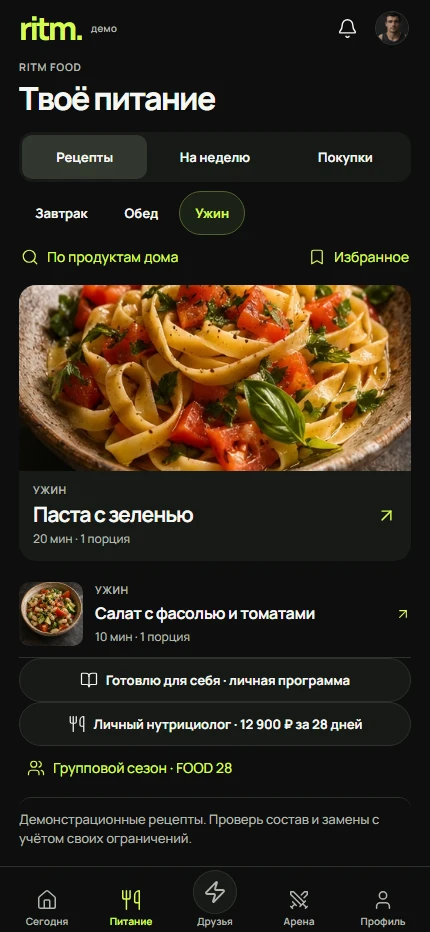 ritm. демо
RITM FOOD
Твоё питание
Рецепты На неделю Покупки
Завтрак Обед Ужин
По продуктам дома Избранное
УЖИН
Паста с зеленью
20 мин · 1 порция
УЖИН
Салат с фасолью и томатами
10 мин · 1 порция
Готовлю для себя · личная программа
Личный нутрициолог · 12 900 ₽ за 28 дней
Групповой сезон · FOOD 28
Демонстрационные рецепты. Проверь состав и замены с
учётом своих ограничений.
Сегодня Питание Друзья Арена Профиль